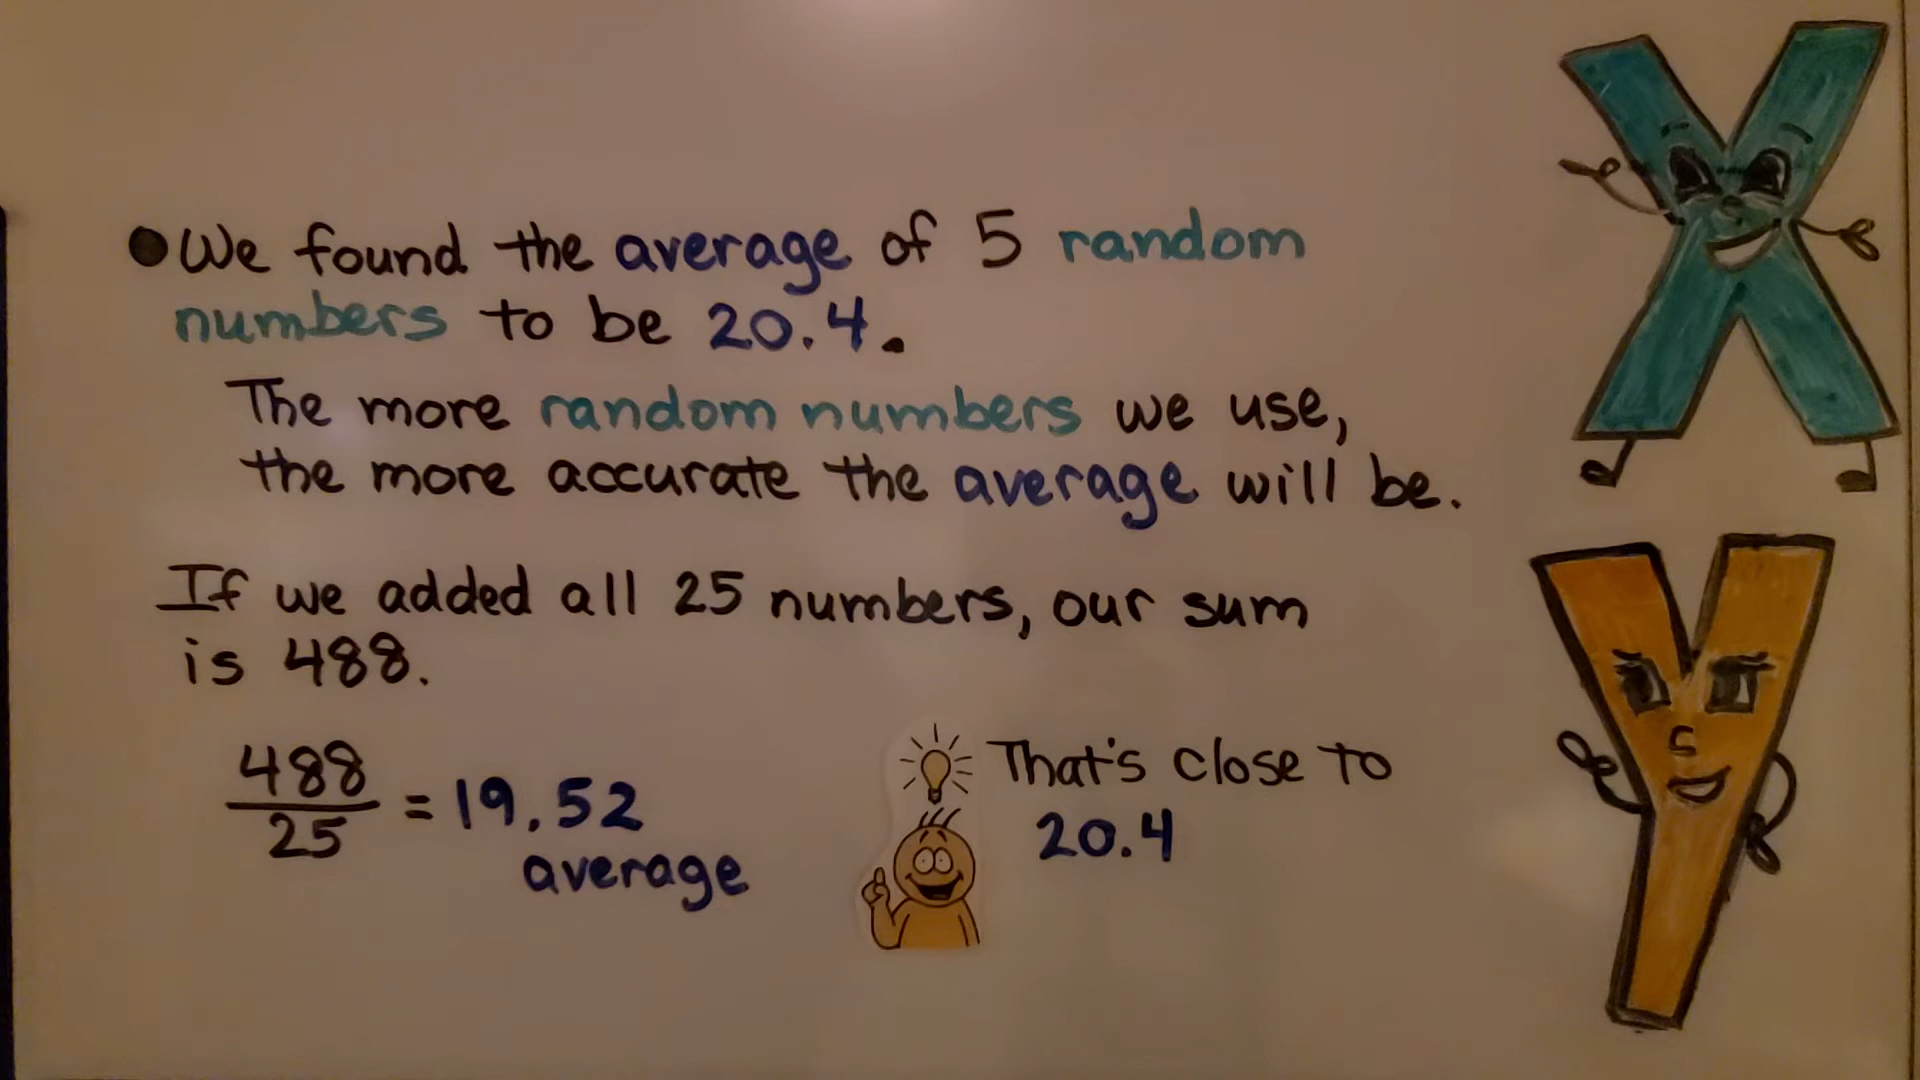 ●We found the average of 5 random
numbers to be 20.4.
The more random numbers we use,
the more accurate the average will be.
If we added all 25 numbers, our sum
is 488.
488
25
= 19.52
average
That's close to
20.4